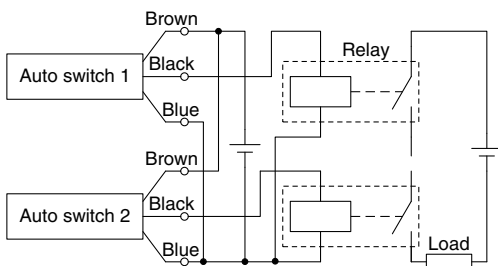 Brown
Auto switch 1
Black
Blue
Relay
Brown
Auto switch 2
Black
Blue
Load